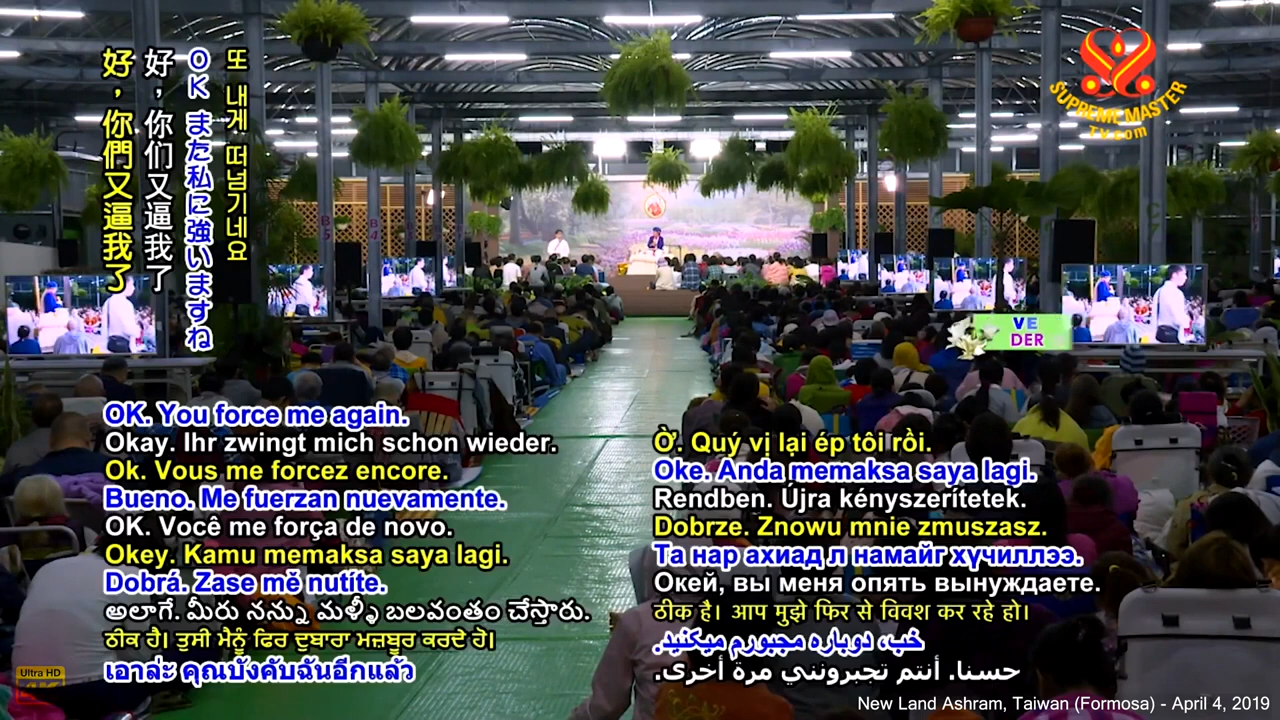 好，你們又逼我了
好，你们又逼我了
OK また私に強いますね
또 내게 떠넘기네요
SUPREME MASTER
TV.com
B5
B4
VE
DER
OK. You force me again.
Okay. Ihr zwingt mich schon wieder.
Ok. Vous me forcez encore.
Bueno. Me fuerzan nuevamente.
OK. Você me força de novo.
Okey. Kamu memaksa saya lagi.
Dobrá. Zase mě nutíte.
అలాగే. మీరు నన్ను మళ్ళీ బలవంతం చేస్తారు.
ਠੀਕ ਹੈ। ਤੁਸੀ ਮੈਨੂੰ ਫਿਰ ਦੁਬਾਰਾ ਮਜ਼ਬੂਰ ਕਰਦੇ ਹੋ।
เอาล่ะ คุณบังคับฉันอีกแล้ว
Ờ. Quý vị lại ép tôi rồi.
Oke. Anda memaksa saya lagi.
Rendben. Újra kényszerítetek.
Dobrze. Znowu mnie zmuszasz.
Та нар ахиад л намайг хүчиллээ.
Окей, вы меня опять вынуждаете.
ठीक है। आप मुझे फिर से विवश कर रहे हो।
خب، دوباره مجبورم میکنید.
حسنا. أنتم تجبرونني مرة أخرى.
Ultra HD
4K
New Land Ashram, Taiwan (Formosa) - April 4, 2019